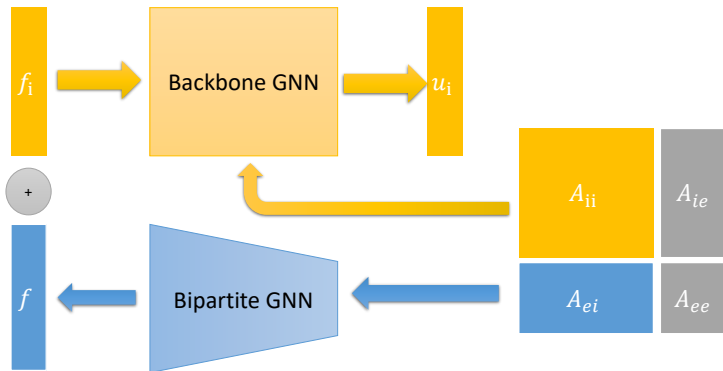 f_i
Backbone GNN
u_i
+
A_ii
A_ie
f
Bipartite GNN
A_ei
A_ee